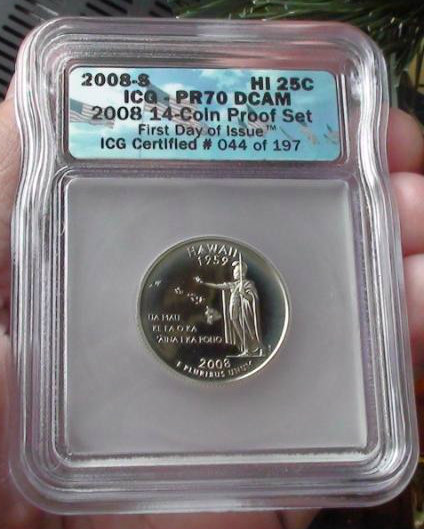 2008-S HI 25C
ICG - PR70 DCAM
2008 14-Coin Proof Set
First Day of Issue™
ICG Certified # 044 of 197
HAWAII
1959
UA MAU
KE EA O KA
'AINA I KA PONO
2008
E PLURIBUS UNUM